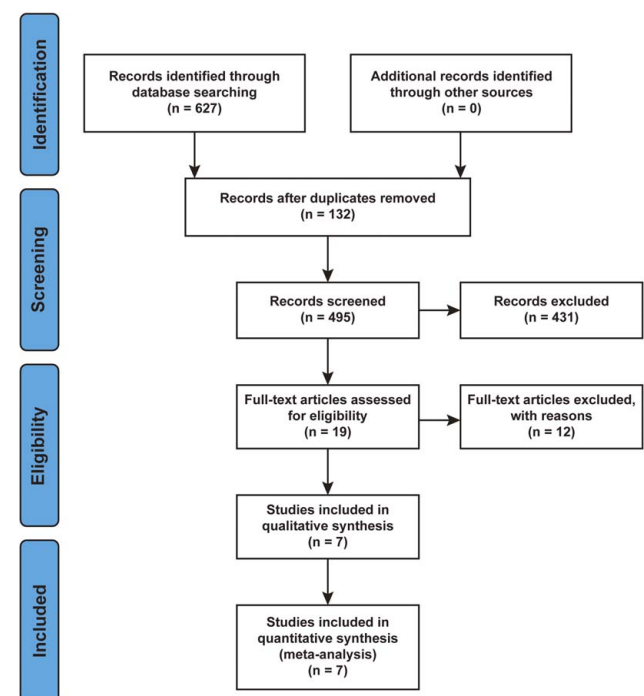 Identification
Records identified through
database searching
(n = 627)
Additional records identified
through other sources
(n = 0)
Records after duplicates removed
(n = 132)
Screening
Records screened
(n = 495)
Records excluded
(n = 431)
Eligibility
Full-text articles assessed
for eligibility
(n = 19)
Full-text articles excluded,
with reasons
(n = 12)
Studies included in
qualitative synthesis
(n = 7)
Included
Studies included in
quantitative synthesis
(meta-analysis)
(n = 7)